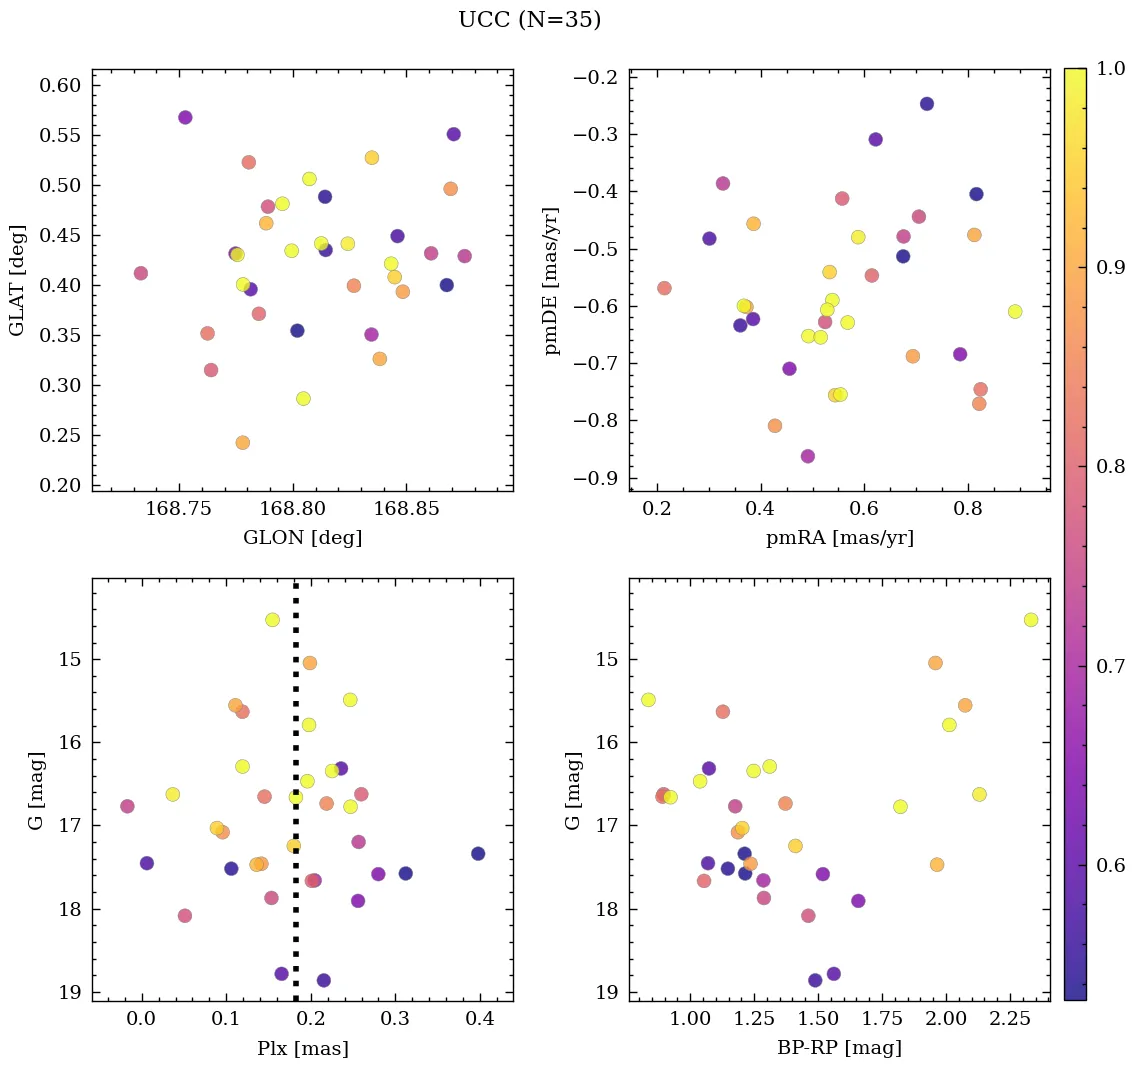 UCC (N=35)
0.60
0.55
0.50
0.45
0.40
0.35
0.30
0.25
0.20
GLAT [deg]
168.75 168.80 168.85
GLON [deg]
−0.2
−0.3
−0.4
−0.5
−0.6
−0.7
−0.8
−0.9
pmDE [mas/yr]
0.2 0.4 0.6 0.8
pmRA [mas/yr]
15
16
17
18
19
G [mag]
0.0 0.1 0.2 0.3 0.4
Plx [mas]
15
16
17
18
19
G [mag]
1.00 1.25 1.50 1.75 2.00 2.25
BP-RP [mag]
1.0
0.9
0.8
0.7
0.6